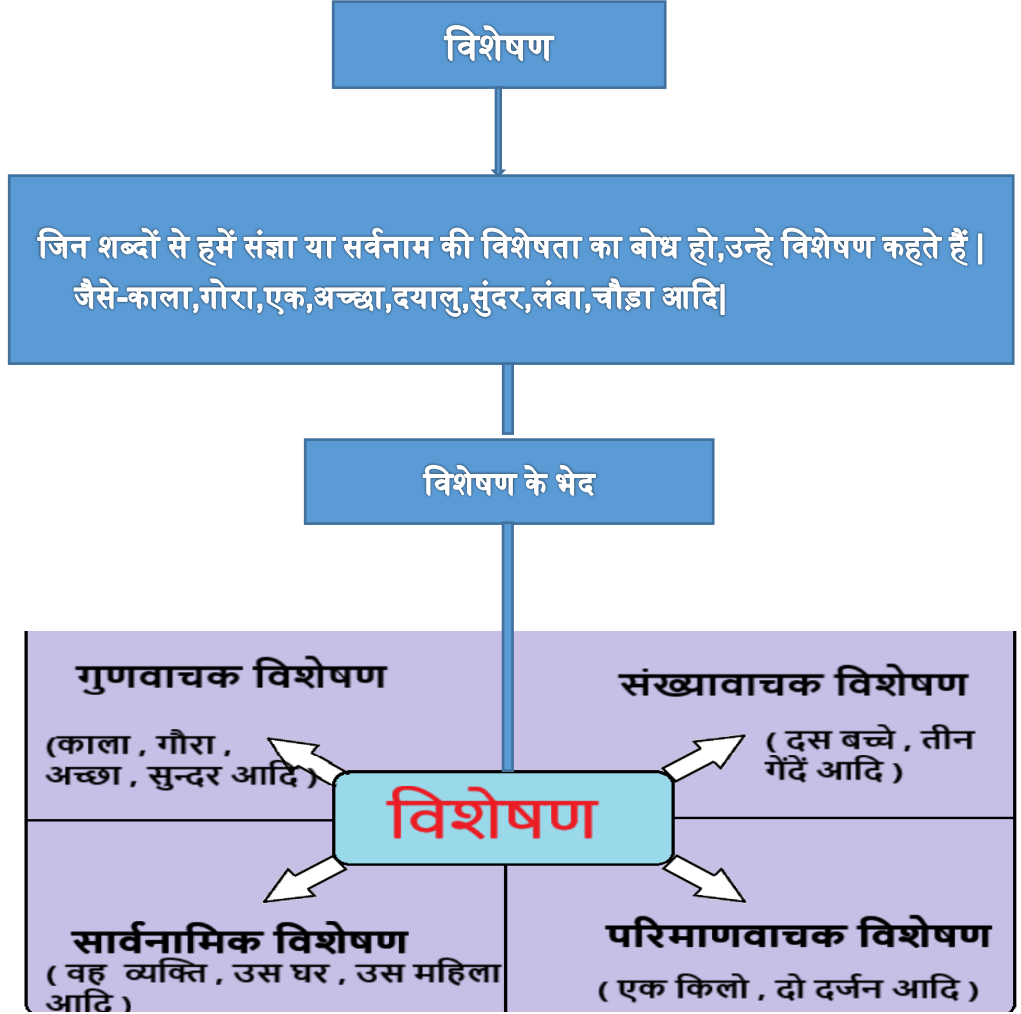 विशेषण
जिन शब्दों से हमें संज्ञा या सर्वनाम की विशेषता का बोध हो,उन्हे विशेषण कहते हैं |
जैसे-काला,गोरा,एक,अच्छा,दयालु,सुंदर,लंबा,चौड़ा आदि|
विशेषण के भेद
गुणवाचक विशेषण
(काला , गौरा ,
अच्छा , सुन्दर आदि )
संख्यावाचक विशेषण
( दस बच्चे , तीन
गेंदें आदि )
विशेषण
सार्वनामिक विशेषण
( वह व्यक्ति , उस घर , उस महिला
आदि )
परिमाणवाचक विशेषण
( एक किलो , दो दर्जन आदि )